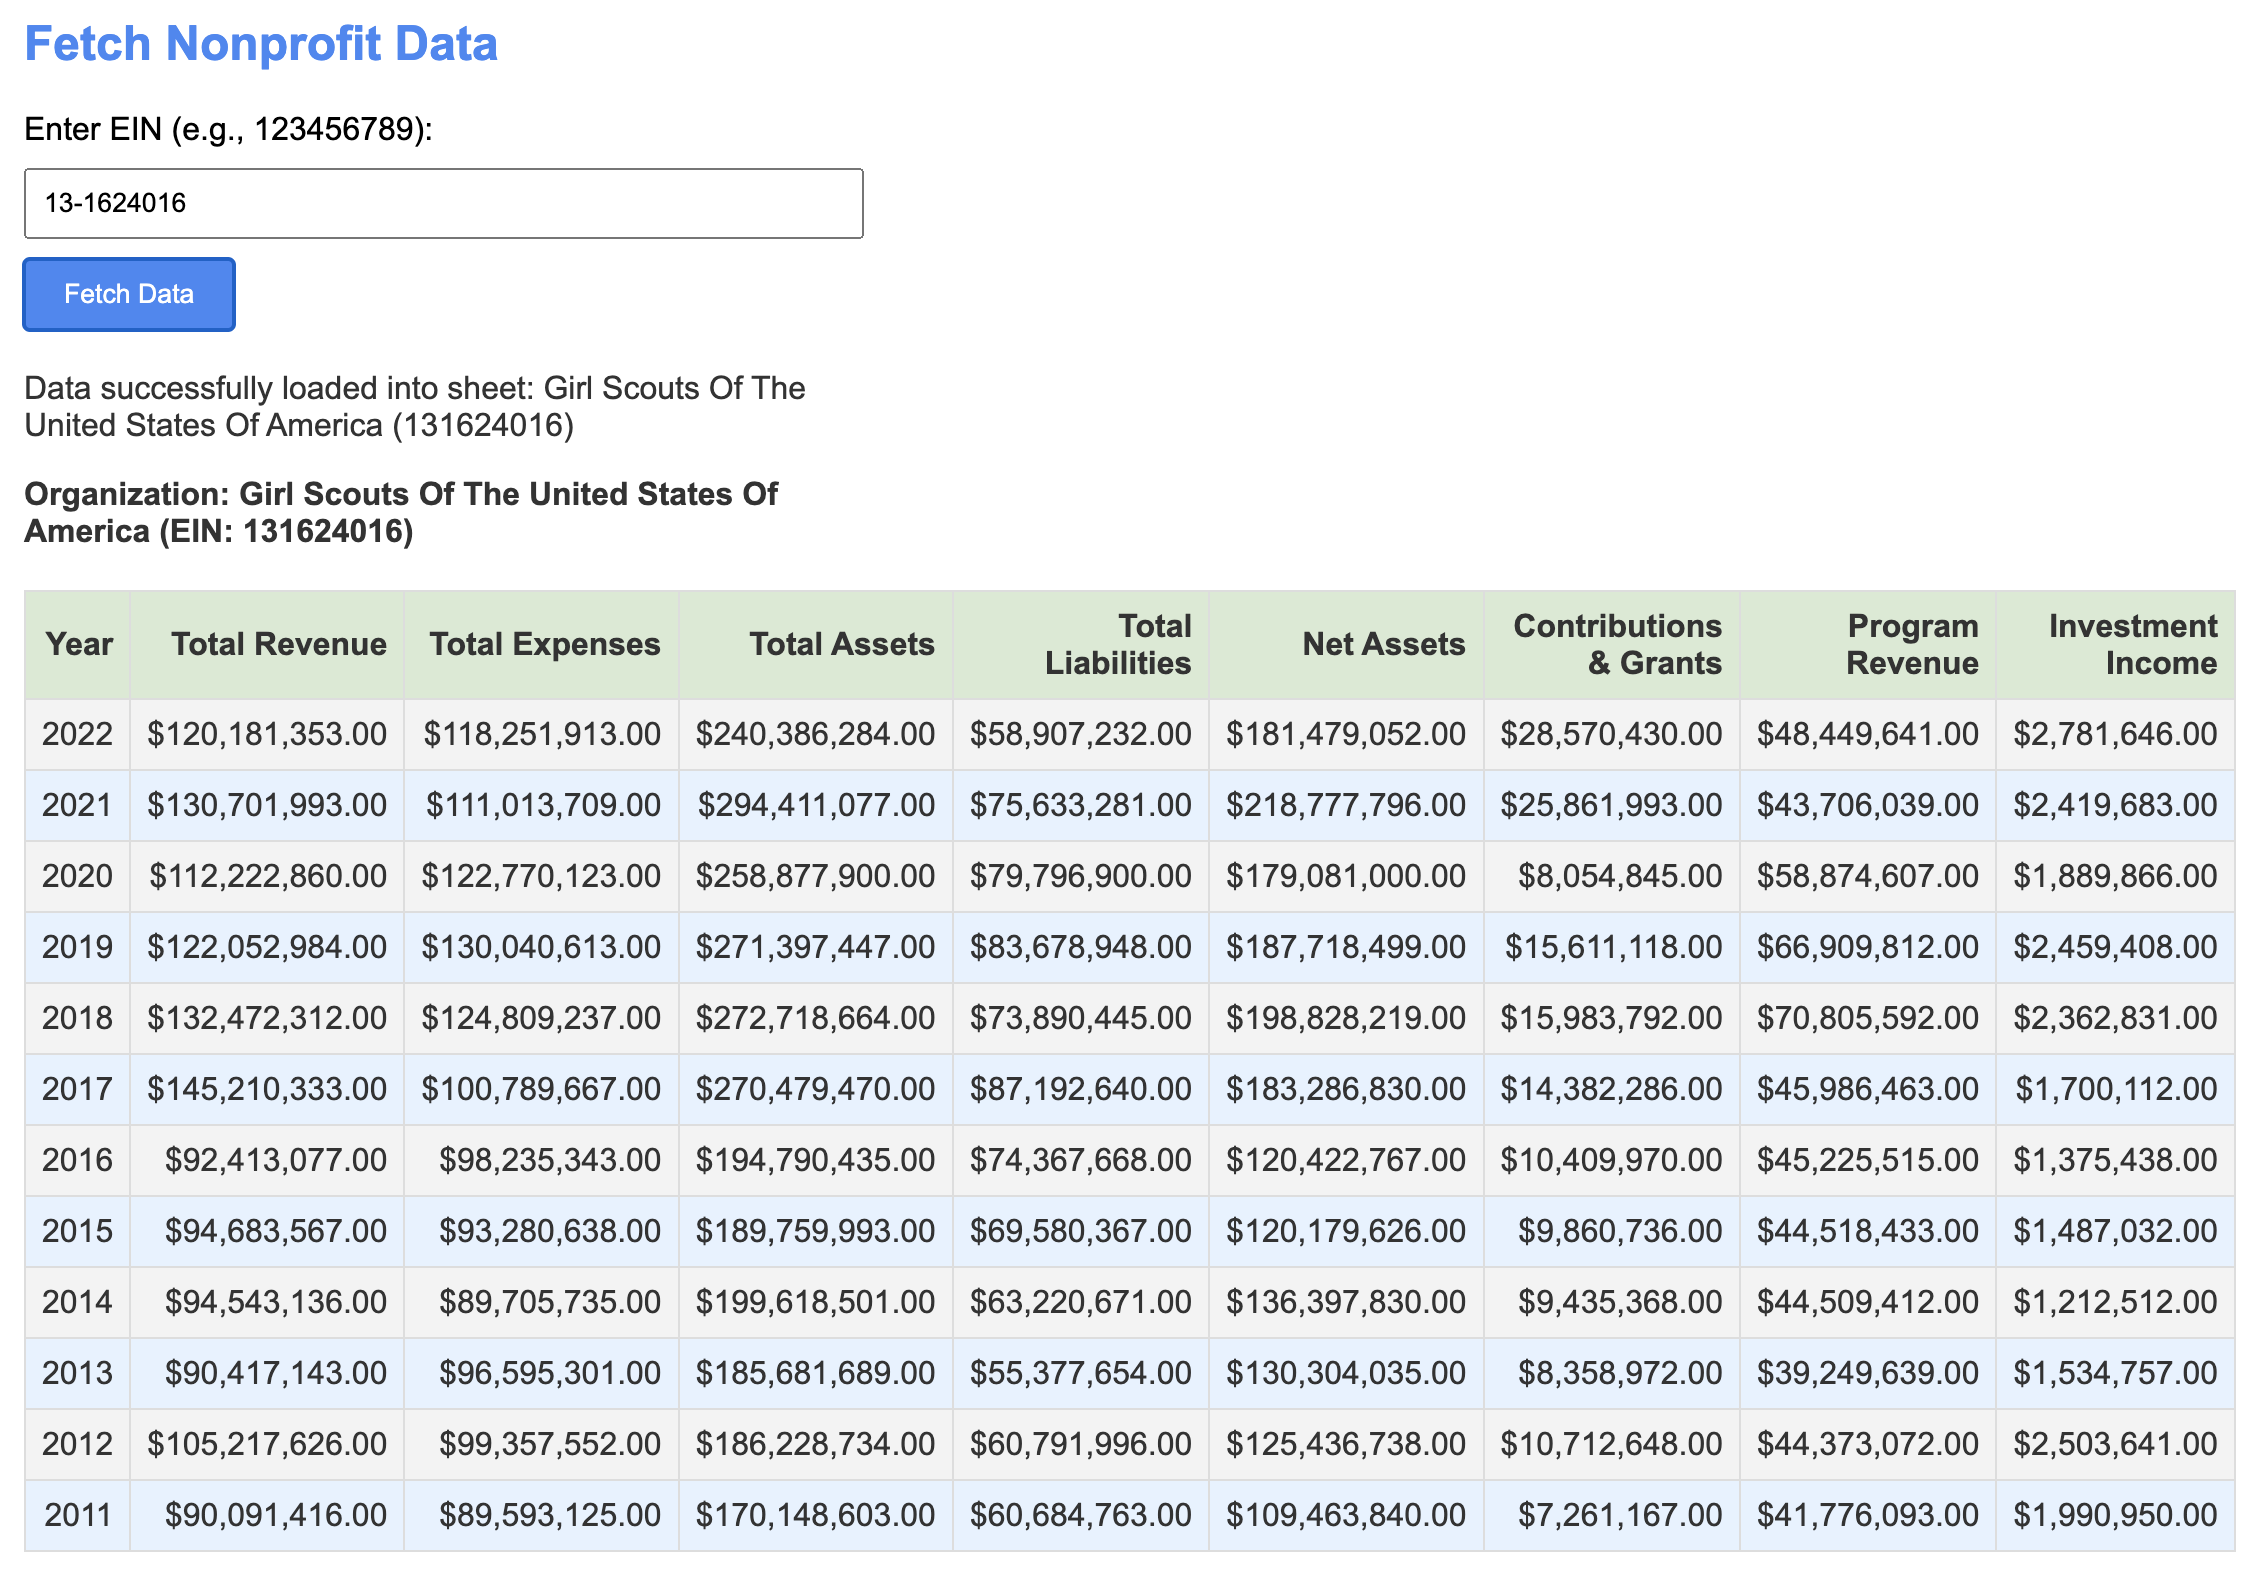 Fetch Nonprofit Data
Enter EIN (e.g., 123456789):
13-1624016
Fetch Data
Data successfully loaded into sheet: Girl Scouts Of The
United States Of America (131624016)
Organization: Girl Scouts Of The United States Of
America (EIN: 131624016)
Year Total Revenue Total Expenses Total Assets Total Liabilities Net Assets Contributions & Grants Program Revenue Investment Income
2022 $120,181,353.00 $118,251,913.00 $240,386,284.00 $58,907,232.00 $181,479,052.00 $28,570,430.00 $48,449,641.00 $2,781,646.00
2021 $130,701,993.00 $111,013,709.00 $294,411,077.00 $75,633,281.00 $218,777,796.00 $25,861,993.00 $43,706,039.00 $2,419,683.00
2020 $112,222,860.00 $122,770,123.00 $258,877,900.00 $79,796,900.00 $179,081,000.00 $8,054,845.00 $58,874,607.00 $1,889,866.00
2019 $122,052,984.00 $130,040,613.00 $271,397,447.00 $83,678,948.00 $187,718,499.00 $15,611,118.00 $66,909,812.00 $2,459,408.00
2018 $132,472,312.00 $124,809,237.00 $272,718,664.00 $73,890,445.00 $198,828,219.00 $15,983,792.00 $70,805,592.00 $2,362,831.00
2017 $145,210,333.00 $100,789,667.00 $270,479,470.00 $87,192,640.00 $183,286,830.00 $14,382,286.00 $45,986,463.00 $1,700,112.00
2016 $92,413,077.00 $98,235,343.00 $194,790,435.00 $74,367,668.00 $120,422,767.00 $10,409,970.00 $45,225,515.00 $1,375,438.00
2015 $94,683,567.00 $93,280,638.00 $189,759,993.00 $69,580,367.00 $120,179,626.00 $9,860,736.00 $44,518,433.00 $1,487,032.00
2014 $94,543,136.00 $89,705,735.00 $199,618,501.00 $63,220,671.00 $136,397,830.00 $9,435,368.00 $44,509,412.00 $1,212,512.00
2013 $90,417,143.00 $96,595,301.00 $185,681,689.00 $55,377,654.00 $130,304,035.00 $8,358,972.00 $39,249,639.00 $1,534,757.00
2012 $105,217,626.00 $99,357,552.00 $186,228,734.00 $60,791,996.00 $125,436,738.00 $10,712,648.00 $44,373,072.00 $2,503,641.00
2011 $90,091,416.00 $89,593,125.00 $170,148,603.00 $60,684,763.00 $109,463,840.00 $7,261,167.00 $41,776,093.00 $1,990,950.00